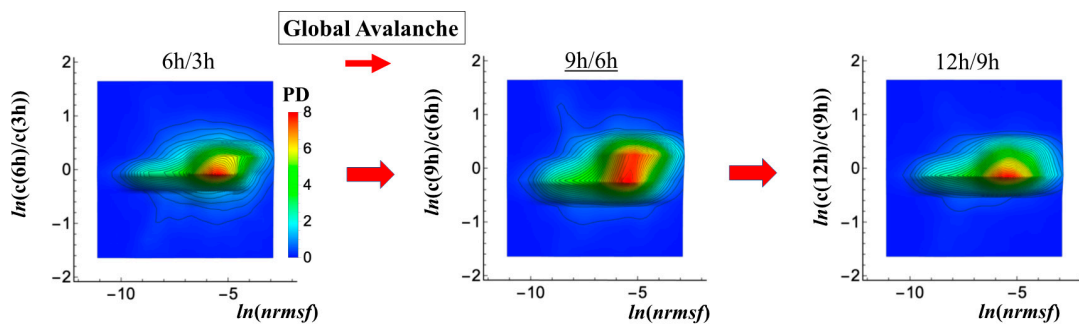 Global Avalanche
6h/3h
9h/6h
12h/9h
ln(c(6h)/c(3h))
2
1
0
−1
−2
−10
−5
ln(nrmsf)
PD
8
6
4
2
0
ln(c(9h)/c(6h))
2
1
0
−1
−2
−10
−5
ln(nrmsf)
ln(c(12h)/c(9h))
2
1
0
−1
−2
−10
−5
ln(nrmsf)